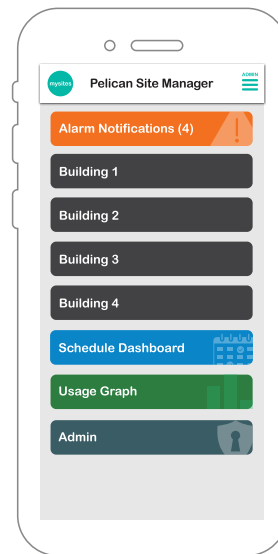 mysites
Pelican Site Manager
ADMIN
Alarm Notifications (4)
Building 1
Building 2
Building 3
Building 4
Schedule Dashboard
Usage Graph
Admin